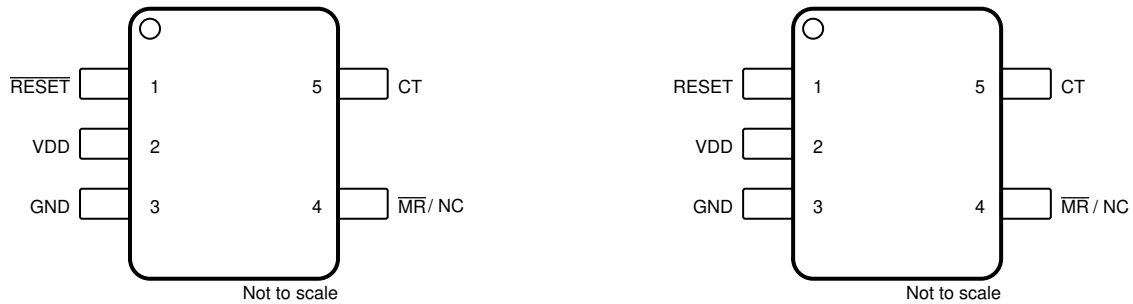 RESET 1 5 CT
VDD 2
GND 3 4 MR / NC
Not to scale
RESET 1 5 CT
VDD 2
GND 3 4 MR / NC
Not to scale